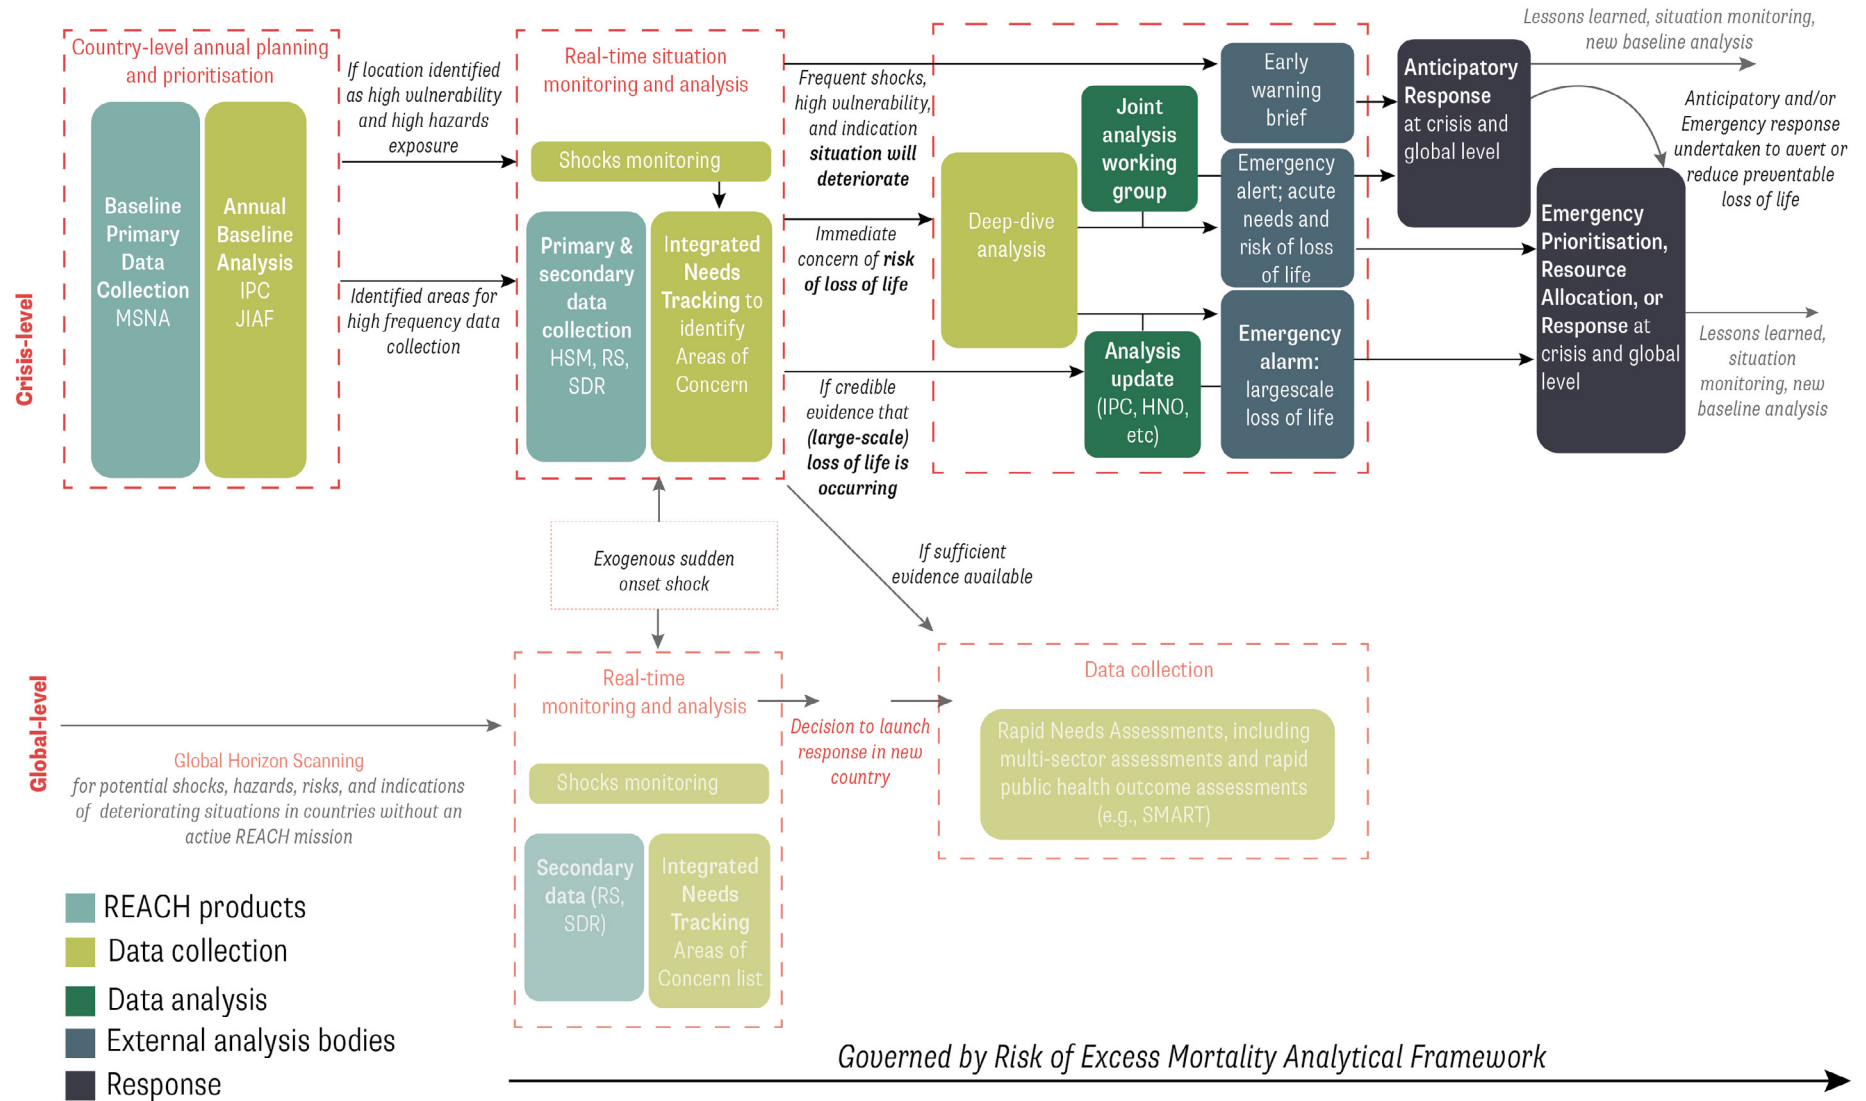 Crisis-level
Country-level annual planning
and prioritisation
Baseline
Primary
Data
Collection
MSNA
Annual
Baseline
Analysis
IPC
JIAF
If location identified
as high vulnerability
and high hazards
exposure
Identified areas for
high frequency data
collection
Real-time situation
monitoring and analysis
Shocks monitoring
Primary &
secondary
data
collection
HSM, RS,
SDR
Integrated
Needs
Tracking to
identify
Areas of
Concern
Frequent shocks,
high vulnerability,
and indication
situation will
deteriorate
Immediate
concern of risk
of loss of life
If credible
evidence that
(large-scale)
loss of life is
occurring
Deep-dive
analysis
Joint
analysis
working
group
Analysis
update
(IPC, HNO,
etc)
Early
warning
brief
Emergency
alert; acute
needs and
risk of loss
of life
Emergency
alarm:
largescale
loss of life
Anticipatory
Response
at crisis and
global level
Lessons learned, situation monitoring,
new baseline analysis
Anticipatory and/or
Emergency response
undertaken to avert or
reduce preventable
loss of life
Emergency
Prioritisation,
Resource
Allocation, or
Response at
crisis and global
level
Lessons learned,
situation
monitoring, new
baseline analysis
Exogenous sudden
onset shock
If sufficient
evidence available
Global-level
Global Horizon Scanning
for potential shocks, hazards, risks, and indications
of deteriorating situations in countries without an
active REACH mission
Real-time
monitoring and analysis
Shocks monitoring
Secondary
data (RS,
SDR)
Integrated
Needs
Tracking
Areas of
Concern list
Decision to launch
response in new
country
Data collection
Rapid Needs Assessments, including
multi-sector assessments and rapid
public health outcome assessments
(e.g., SMART)
REACH products
Data collection
Data analysis
External analysis bodies
Response
Governed by Risk of Excess Mortality Analytical Framework